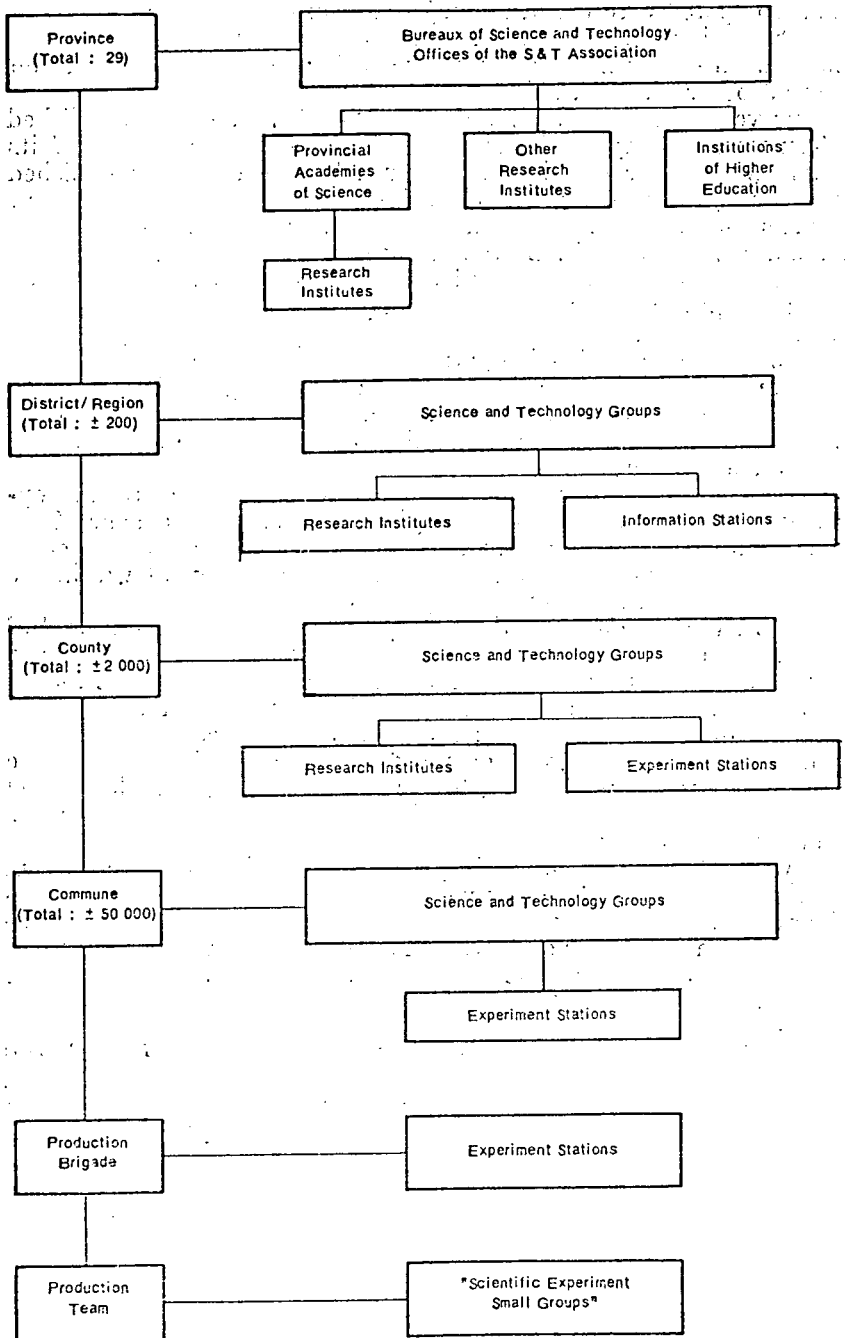 Province
(Total : 29)
Bureaux of Science and Technology
Offices of the S & T Association
Provincial
Academies
of Science
Other
Research
Institutes
Institutions
of Higher
Education
Research
Institutes
District/Region
(Total : ± 200)
Science and Technology Groups
Research Institutes
Information Stations
County
(Total : ±2 000)
Science and Technology Groups
Research Institutes
Experiment Stations
Commune
(Total : ± 50 000)
Science and Technology Groups
Experiment Stations
Production
Brigade
Experiment Stations
Production
Team
"Scientific Experiment
Small Groups"